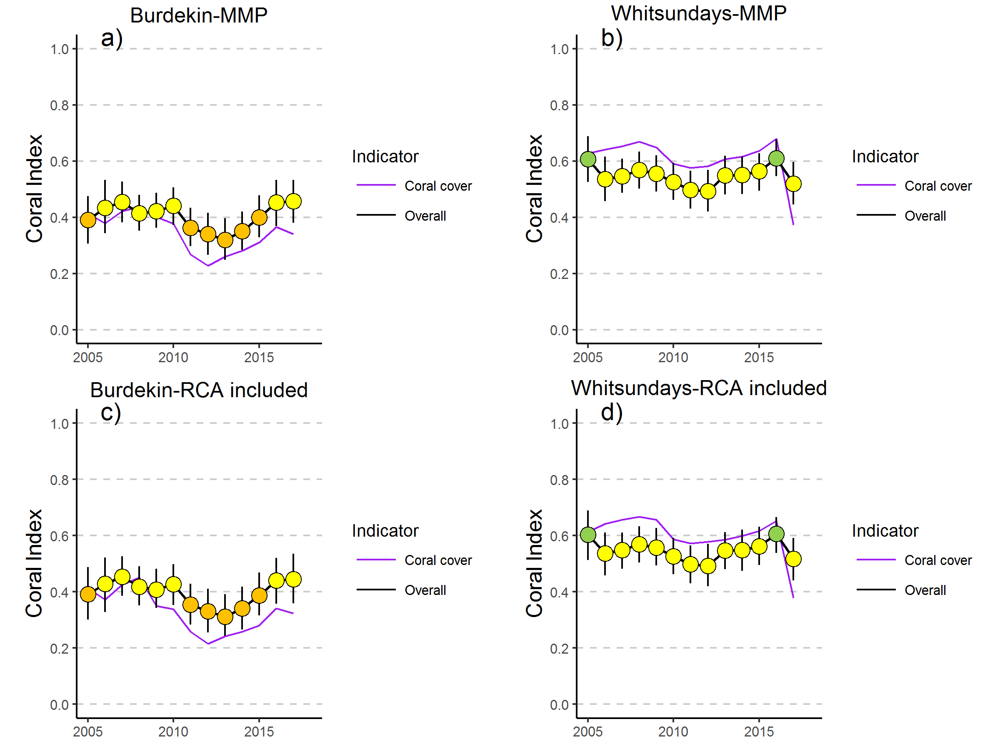 Burdekin-MMP
a)
1.0
0.8
0.6
0.4
0.2
0.0
Coral Index
2005 2010 2015
Indicator
Coral cover
Overall
Whitsundays-MMP
b)
1.0
0.8
0.6
0.4
0.2
0.0
Coral Index
2005 2010 2015
Indicator
Coral cover
Overall
Burdekin-RCA included
c)
1.0
0.8
0.6
0.4
0.2
0.0
Coral Index
2005 2010 2015
Indicator
Coral cover
Overall
Whitsundays-RCA included
d)
1.0
0.8
0.6
0.4
0.2
0.0
Coral Index
2005 2010 2015
Indicator
Coral cover
Overall